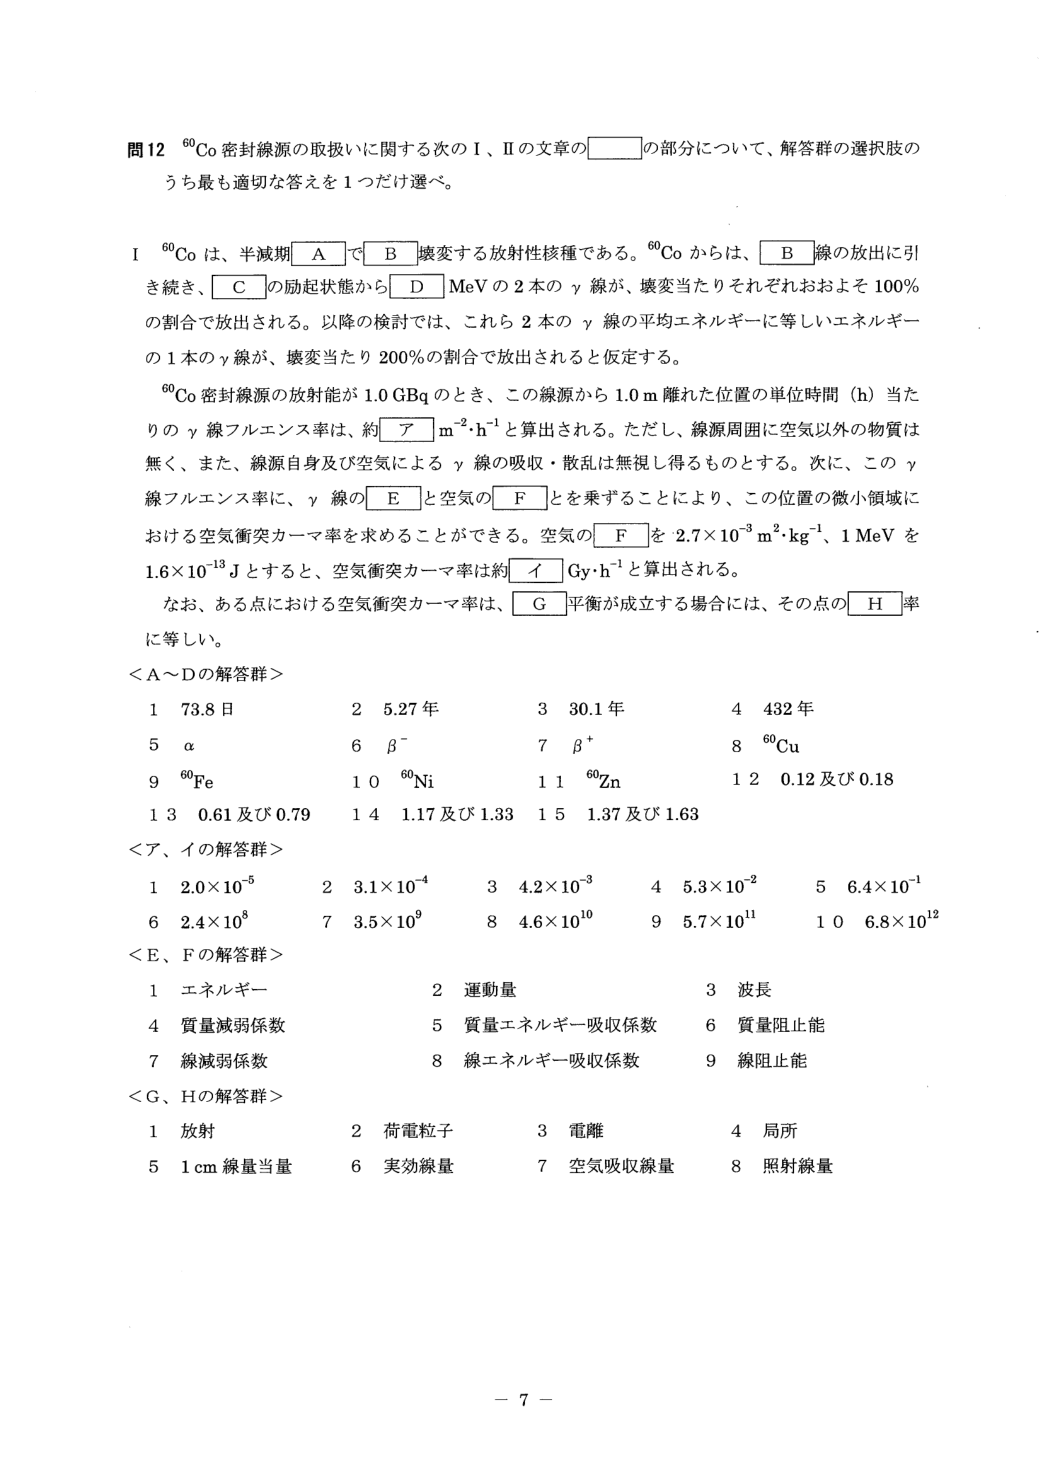 問12 ⁶⁰Co 密封線源の取扱いに関する次のⅠ、Ⅱの文章の の部分について、解答群の選択肢の
うち最も適切な答えを1つだけ選べ。
Ⅰ ⁶⁰Co は、半減期 A で B 壊変する放射性核種である。⁶⁰Co からは、 B 線の放出に引
き続き、 C の励起状態から D MeV の 2 本の γ 線が、壊変当たりそれぞれおおよそ 100%
の割合で放出される。以降の検討では、これら 2 本の γ 線の平均エネルギーに等しいエネルギー
の 1 本の γ 線が、壊変当たり 200%の割合で放出されると仮定する。
⁶⁰Co 密封線源の放射能が 1.0 GBq のとき、この線源から 1.0 m 離れた位置の単位時間（h）当た
りの γ 線フルエンス率は、約 ア m⁻²·h⁻¹ と算出される。ただし、線源周囲に空気以外の物質は
無く、また、線源自身及び空気による γ 線の吸収・散乱は無視し得るものとする。次に、この γ
線フルエンス率に、γ 線の E と空気の F とを乗ずることにより、この位置の微小領域に
おける空気衝突カーマ率を求めることができる。空気の F を 2.7×10⁻³ m²·kg⁻¹、1 MeV を
1.6×10⁻¹³ J とすると、空気衝突カーマ率は約 イ Gy·h⁻¹ と算出される。
なお、ある点における空気衝突カーマ率は、 G 平衡が成立する場合には、その点の H 率
に等しい。
＜A～Dの解答群＞
1 73.8 日 2 5.27 年 3 30.1 年 4 432 年
5 α 6 β⁻ 7 β⁺ 8 ⁶⁰Cu
9 ⁶⁰Fe 10 ⁶⁰Ni 11 ⁶⁰Zn 12 0.12 及び 0.18
13 0.61 及び 0.79 14 1.17 及び 1.33 15 1.37 及び 1.63
＜ア、イの解答群＞
1 2.0×10⁻⁵ 2 3.1×10⁻⁴ 3 4.2×10⁻³ 4 5.3×10⁻² 5 6.4×10⁻¹
6 2.4×10⁸ 7 3.5×10⁹ 8 4.6×10¹⁰ 9 5.7×10¹¹ 10 6.8×10¹²
＜E、Fの解答群＞
1 エネルギー 2 運動量 3 波長
4 質量減弱係数 5 質量エネルギー吸収係数 6 質量阻止能
7 線減弱係数 8 線エネルギー吸収係数 9 線阻止能
＜G、Hの解答群＞
1 放射 2 荷電粒子 3 電離 4 局所
5 1 cm 線量当量 6 実効線量 7 空気吸収線量 8 照射線量
－ 7 －